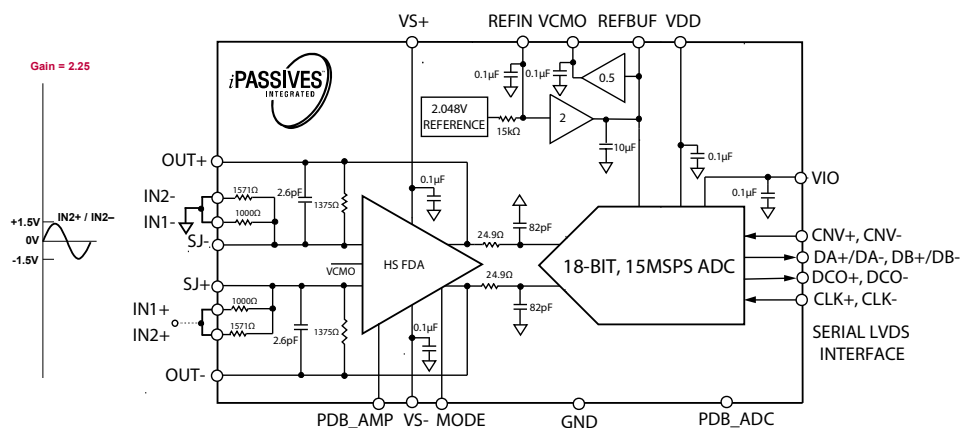 VS+
REFIN VCMO REFBUF VDD
Gain = 2.25
iPASSIVES™
INTEGRATED
0.1µF
0.1µF
0.5
2.048V
REFERENCE
15kΩ
2
10µF
0.1µF
OUT+
IN2-
1571Ω
IN1-
1000Ω
SJ-
2.6pF
1375Ω
0.1µF
82pF
0.1µF
VIO
+1.5V
0V
-1.5V
IN2+ / IN2–
24.9Ω
VCMO
HS FDA
18-BIT, 15MSPS ADC
CNV+, CNV-
DA+/DA-, DB+/DB-
DCO+, DCO-
CLK+, CLK-
SJ+
24.9Ω
82pF
IN1+
1000Ω
IN2+
1571Ω
2.6pF
1375Ω
0.1µF
SERIAL LVDS
INTERFACE
OUT-
PDB_AMP VS- MODE
GND
PDB_ADC